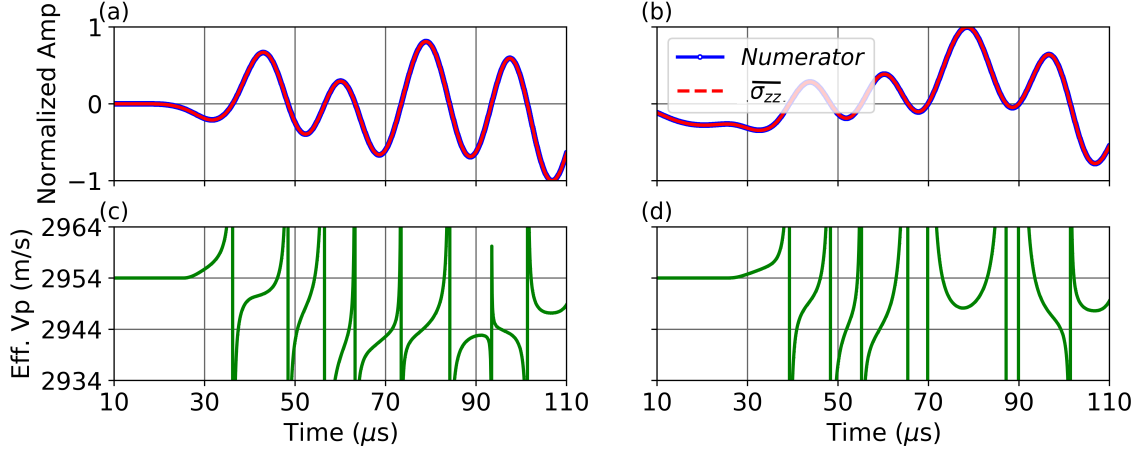 (a)
(b)
Normalized Amp
1
0
−1
Numerator
σ_zz
(c)
(d)
Eff. Vp (m/s)
2964
2954
2944
2934
10 30 50 70 90 110
10 30 50 70 90 110
Time (μs)
Time (μs)